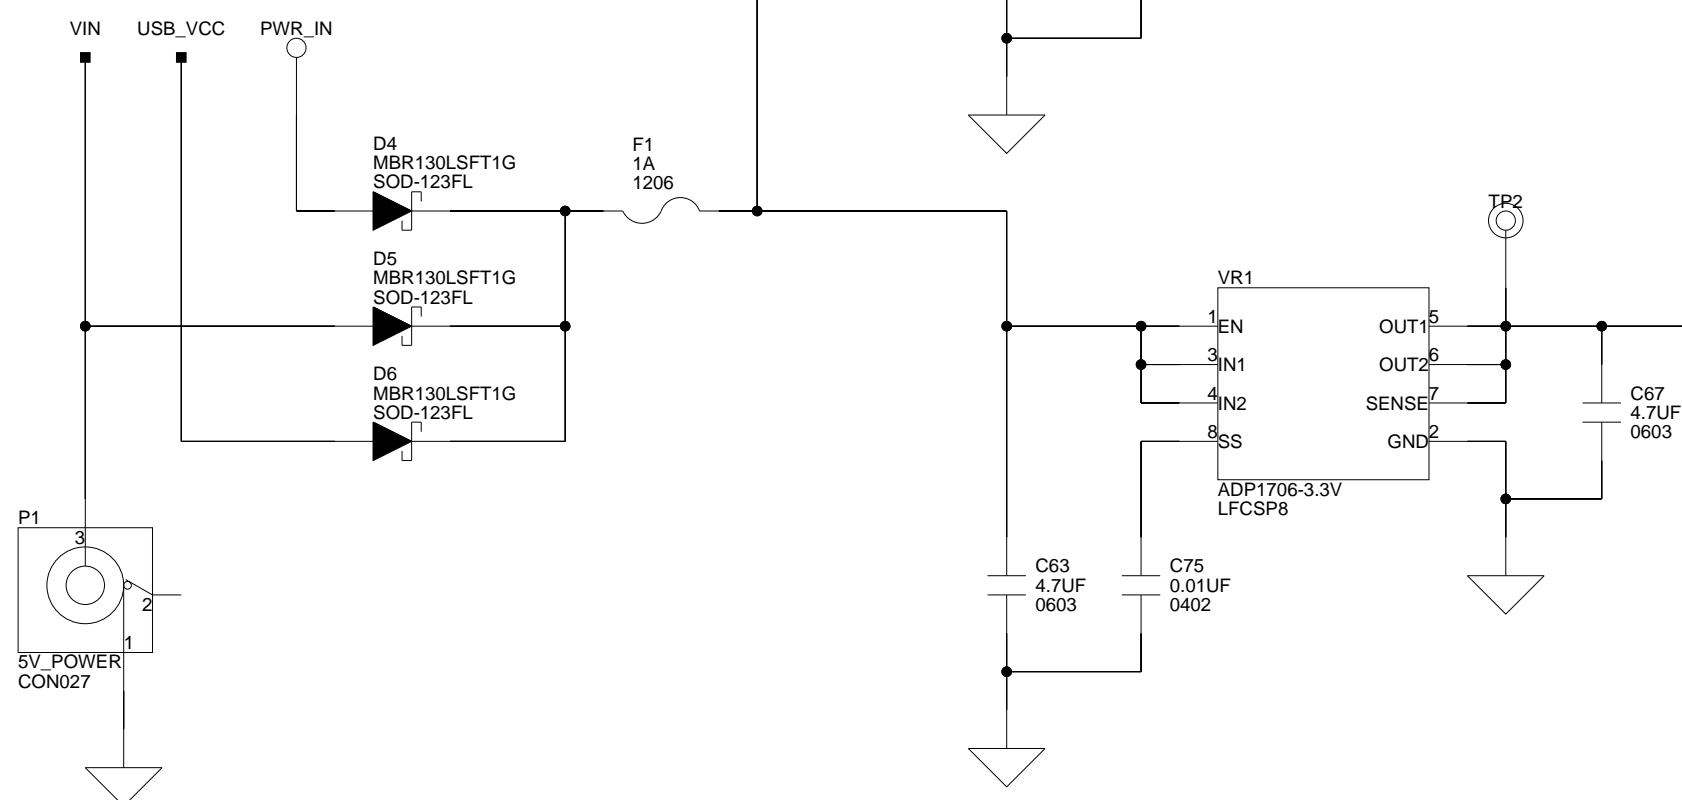 VIN
USB_VCC
PWR_IN
D4
MBR130LSFT1G
SOD-123FL
F1
1A
1206
D5
MBR130LSFT1G
SOD-123FL
D6
MBR130LSFT1G
SOD-123FL
TP2
VR1
1
EN
3
IN1
4
IN2
8
SS
OUT1
5
OUT2
6
SENSE
7
GND
2
ADP1706-3.3V
LFCSP8
C67
4.7UF
0603
P1
3
2
1
5V_POWER
CON027
C63
4.7UF
0603
C75
0.01UF
0402